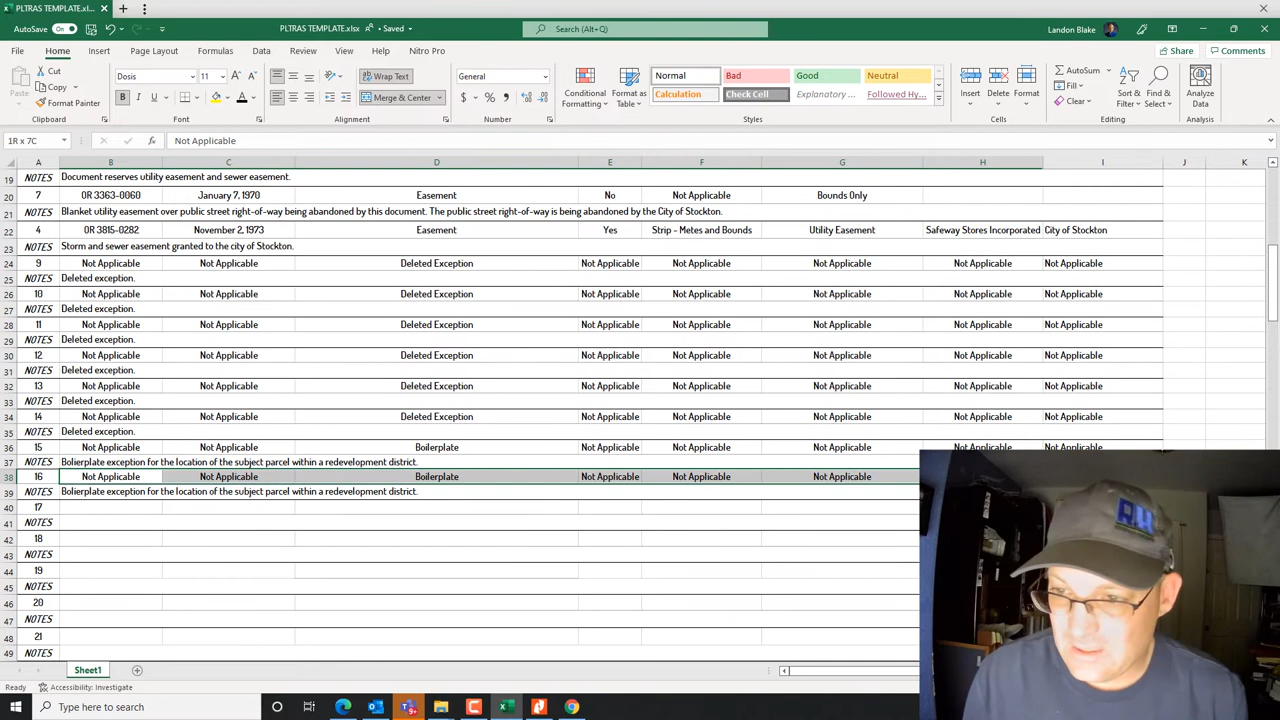 PLTRAS TEMPLATE.xlsx...
AutoSave On PLTRAS TEMPLATE.xlsx • Saved Search (Alt+Q) Landon Blake
File Home Insert Page Layout Formulas Data Review View Help Nitro Pro Share Comments
Paste Cut Copy Format Painter Clipboard
Dosis 11 B I U A A Font
Wrap Text Merge & Center Alignment
General $ % , Number
Conditional Formatting Format as Table
Normal Bad Good Neutral
Calculation Check Cell Explanatory ... Followed Hy...
Styles
Insert Delete Format Cells
AutoSum Fill Clear Sort & Filter Find & Select Editing
Analyze Data Analysis
1R x 7C fx Not Applicable
A B C D E F G H I J K
19 NOTES Document reserves utility easement and sewer easement.
20 7 OR 3363-0060 January 7, 1970 Easement No Not Applicable Bounds Only
21 NOTES Blanket utility easement over public street right-of-way being abandoned by this document. The public street right-of-way is being abandoned by the City of Stockton.
22 4 OR 3815-0282 November 2, 1973 Easement Yes Strip - Metes and Bounds Utility Easement Safeway Stores Incorporated City of Stockton
23 NOTES Storm and sewer easement granted to the city of Stockton.
24 9 Not Applicable Not Applicable Deleted Exception Not Applicable Not Applicable Not Applicable Not Applicable Not Applicable
25 NOTES Deleted exception.
26 10 Not Applicable Not Applicable Deleted Exception Not Applicable Not Applicable Not Applicable Not Applicable Not Applicable
27 NOTES Deleted exception.
28 11 Not Applicable Not Applicable Deleted Exception Not Applicable Not Applicable Not Applicable Not Applicable Not Applicable
29 NOTES Deleted exception.
30 12 Not Applicable Not Applicable Deleted Exception Not Applicable Not Applicable Not Applicable Not Applicable Not Applicable
31 NOTES Deleted exception.
32 13 Not Applicable Not Applicable Deleted Exception Not Applicable Not Applicable Not Applicable Not Applicable Not Applicable
33 NOTES Deleted exception.
34 14 Not Applicable Not Applicable Deleted Exception Not Applicable Not Applicable Not Applicable Not Applicable Not Applicable
35 NOTES Deleted exception.
36 15 Not Applicable Not Applicable Boilerplate Not Applicable Not Applicable Not Applicable Not Applicable Not Applicable
37 NOTES Bolierplate exception for the location of the subject parcel within a redevelopment district.
38 16 Not Applicable Not Applicable Boilerplate Not Applicable Not Applicable Not Applicable
39 NOTES Bolierplate exception for the location of the subject parcel within a redevelopment district.
40 17
41 NOTES
42 18
43 NOTES
44 19
45 NOTES
46 20
47 NOTES
48 21
49 NOTES
Sheet1
Ready Accessibility: Investigate
Type here to search